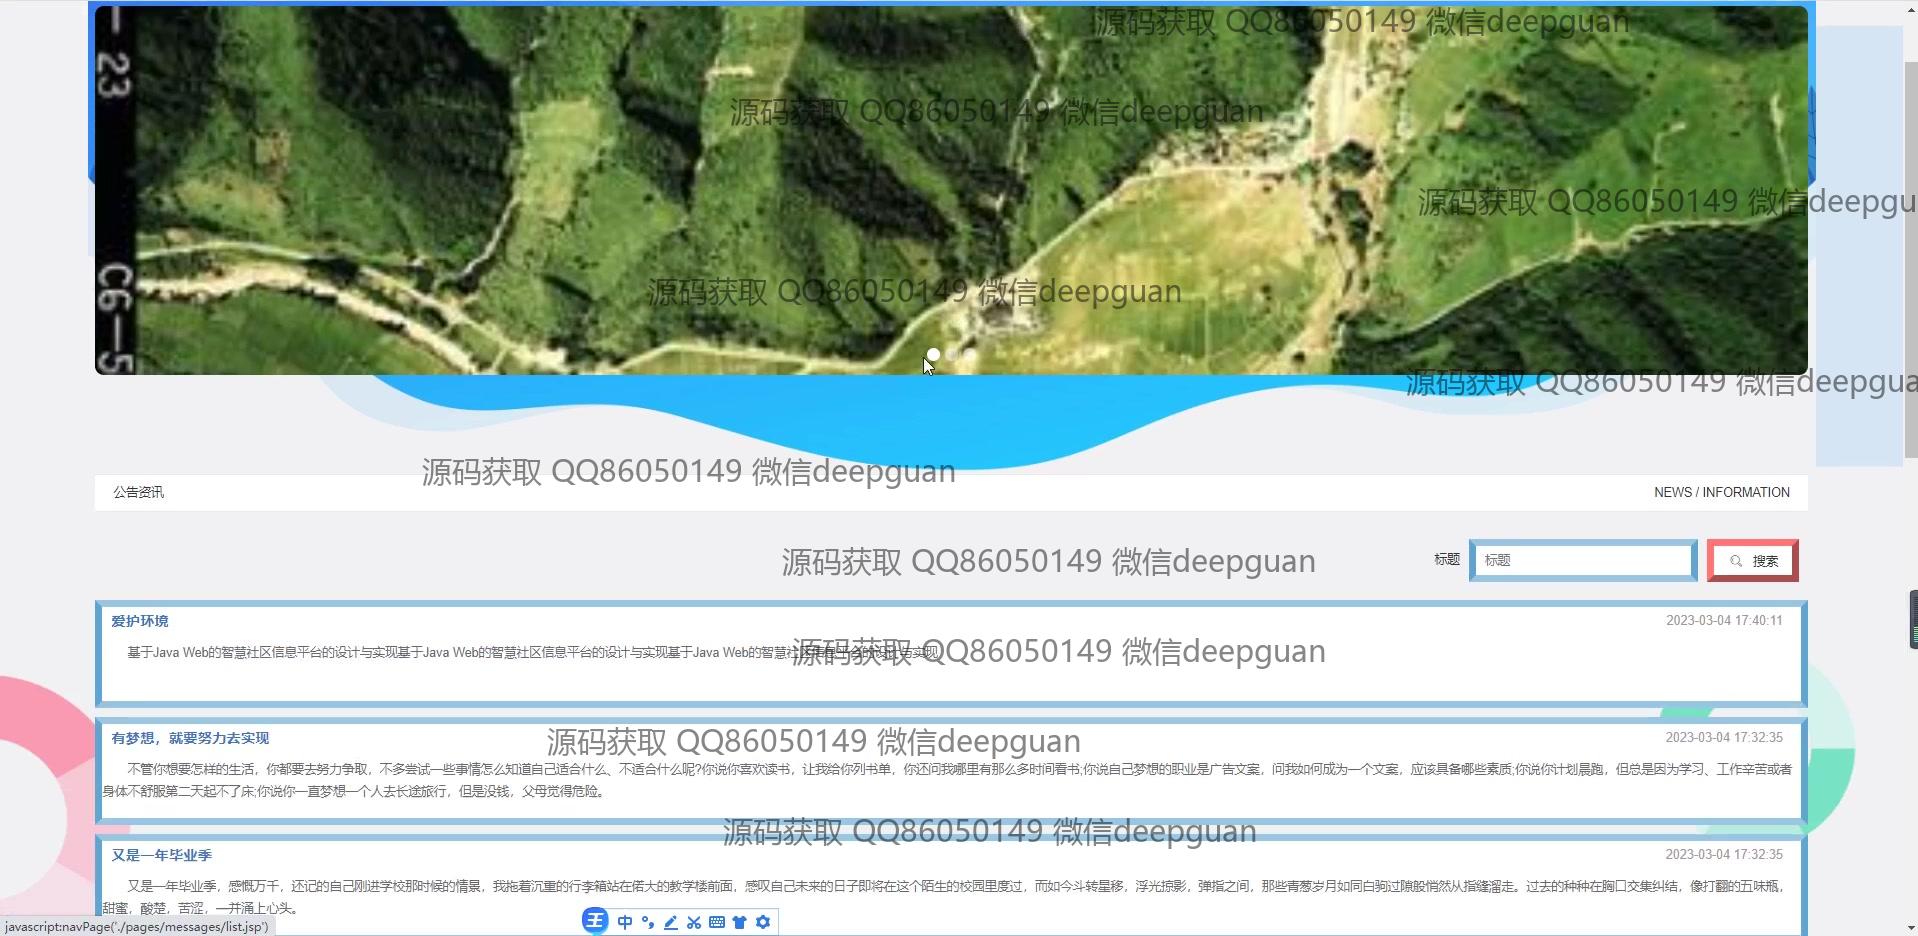 源码获取 QQ86050149 微信deepguan
23
源码获取 QQ86050149 微信deepguan
源码获取 QQ86050149 微信deepgu
源码获取 QQ86050149 微信deepguan
C6-5
源码获取 QQ86050149 微信deepgua
源码获取 QQ86050149 微信deepguan
公告资讯
NEWS / INFORMATION
源码获取 QQ86050149 微信deepguan
标题
标题
搜索
爱护环境
2023-03-04 17:40:11
基于Java Web的智慧社区信息平台的设计与实现基于Java Web的智慧社区信息平台的设计与实现基于Java Web的智慧社区信息平台的设计与实现
源码获取 QQ86050149 微信deepguan
有梦想，就要努力去实现
2023-03-04 17:32:35
源码获取 QQ86050149 微信deepguan
不管你想要怎样的生活，你都要去努力争取，不多尝试一些事情怎么知道自己适合什么、不适合什么呢?你说你喜欢读书，让我给你列书单，你还问我哪里有那么多时间看书;你说自己梦想的职业是广告文案，问我如何成为一个文案，应该具备哪些素质;你说你计划晨跑，但总是因为学习、工作辛苦或者
身体不舒服第二天起不了床;你说你一直梦想一个人去长途旅行，但是没钱，父母觉得危险。
源码获取 QQ86050149 微信deepguan
又是一年毕业季
2023-03-04 17:32:35
又是一年毕业季，感慨万千，还记的自己刚进学校那时候的情景，我拖着沉重的行李箱站在偌大的教学楼前面，感叹自己未来的日子即将在这个陌生的校园里度过，而如今斗转星移，浮光掠影，弹指之间，那些青葱岁月如同白驹过隙般悄然从指缝溜走。过去的种种在胸口交集纠结，像打翻的五味瓶，
甜蜜，酸楚，苦涩，一并涌上心头。
王 中
javascript:navPage('./pages/messages/list.jsp')